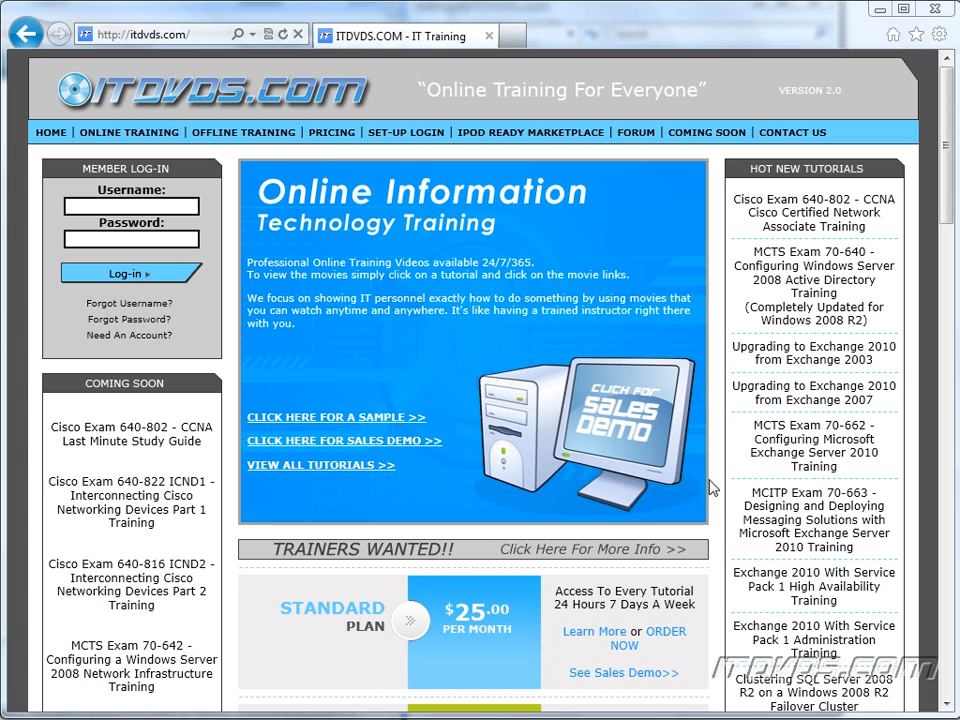 http://itdvds.com/
ITDVDS.COM - IT Training
ITDVDS.COM
“Online Training For Everyone”
VERSION 2.0
HOME | ONLINE TRAINING | OFFLINE TRAINING | PRICING | SET-UP LOGIN | IPOD READY MARKETPLACE | FORUM | COMING SOON | CONTACT US
MEMBER LOG-IN
Username:
Password:
Log-in
Forgot Username?
Forgot Password?
Need An Account?
COMING SOON
Cisco Exam 640-802 - CCNA
Last Minute Study Guide
Cisco Exam 640-822 ICND1 -
Interconnecting Cisco
Networking Devices Part 1
Training
Cisco Exam 640-816 ICND2 -
Interconnecting Cisco
Networking Devices Part 2
Training
MCTS Exam 70-642 -
Configuring a Windows Server
2008 Network Infrastructure
Training
Online Information
Technology Training
Professional Online Training Videos available 24/7/365.
To view the movies simply click on a tutorial and click on the movie links.
We focus on showing IT personnel exactly how to do something by using movies that
you can watch anytime and anywhere. It's like having a trained instructor right there
with you.
CLICK HERE FOR A SAMPLE >>
CLICK HERE FOR SALES DEMO >>
VIEW ALL TUTORIALS >>
CLICK FOR
SALES
DEMO
TRAINERS WANTED!! Click Here For More Info >>
STANDARD
PLAN
$25.00
PER MONTH
Access To Every Tutorial
24 Hours 7 Days A Week
Learn More or ORDER
NOW
See Sales Demo>>
HOT NEW TUTORIALS
Cisco Exam 640-802 - CCNA
Cisco Certified Network
Associate Training
MCTS Exam 70-640 -
Configuring Windows Server
2008 Active Directory
Training
(Completely Updated for
Windows 2008 R2)
Upgrading to Exchange 2010
from Exchange 2003
Upgrading to Exchange 2010
from Exchange 2007
MCTS Exam 70-662 -
Configuring Microsoft
Exchange Server 2010
Training
MCITP Exam 70-663 -
Designing and Deploying
Messaging Solutions with
Microsoft Exchange Server
2010 Training
Exchange 2010 With Service
Pack 1 High Availability
Training
Exchange 2010 With Service
Pack 1 Administration
Training
Clustering SQL Server 2008
R2 on a Windows 2008 R2
Failover Cluster
ITDVDS.COM